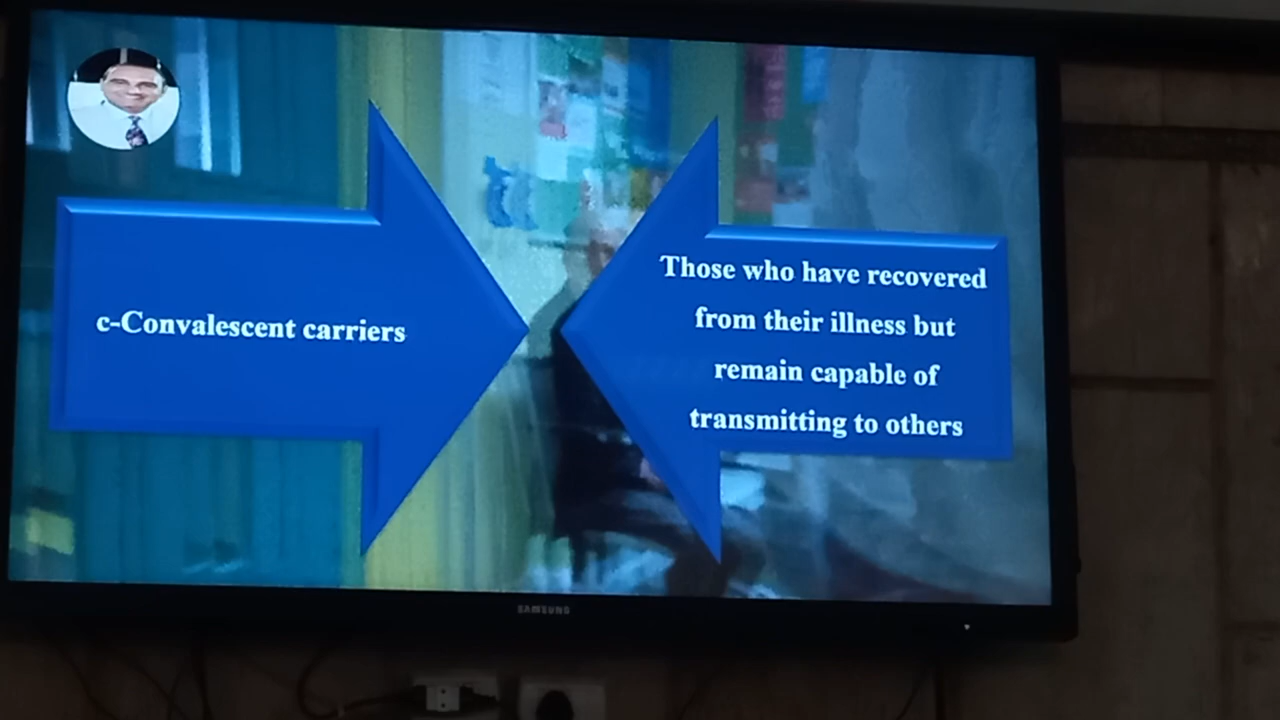 c-Convalescent carriers
Those who have recovered
from their illness but
remain capable of
transmitting to others
SAMSUNG